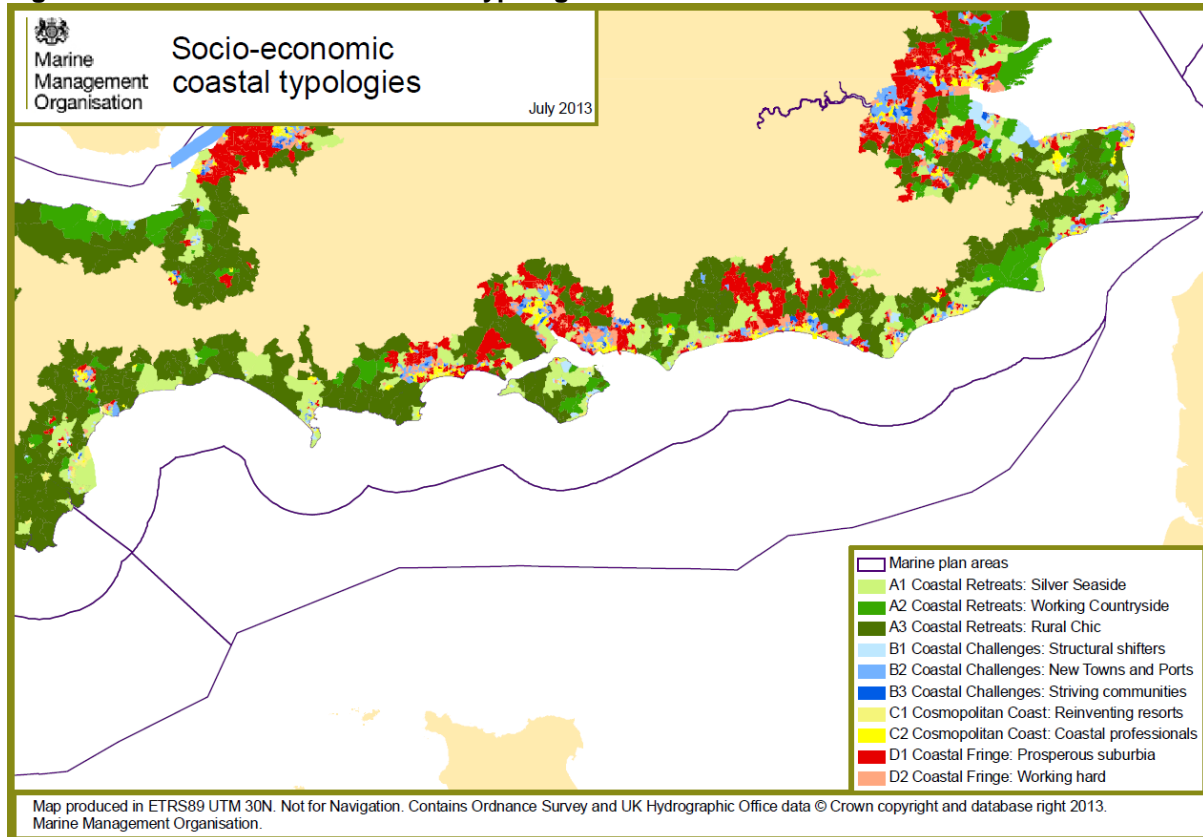 Marine
Management
Organisation
Socio-economic
coastal typologies
July 2013
Marine plan areas
A1 Coastal Retreats: Silver Seaside
A2 Coastal Retreats: Working Countryside
A3 Coastal Retreats: Rural Chic
B1 Coastal Challenges: Structural shifters
B2 Coastal Challenges: New Towns and Ports
B3 Coastal Challenges: Striving communities
C1 Cosmopolitan Coast: Reinventing resorts
C2 Cosmopolitan Coast: Coastal professionals
D1 Coastal Fringe: Prosperous suburbia
D2 Coastal Fringe: Working hard
Map produced in ETRS89 UTM 30N. Not for Navigation. Contains Ordnance Survey and UK Hydrographic Office data © Crown copyright and database right 2013.
Marine Management Organisation.